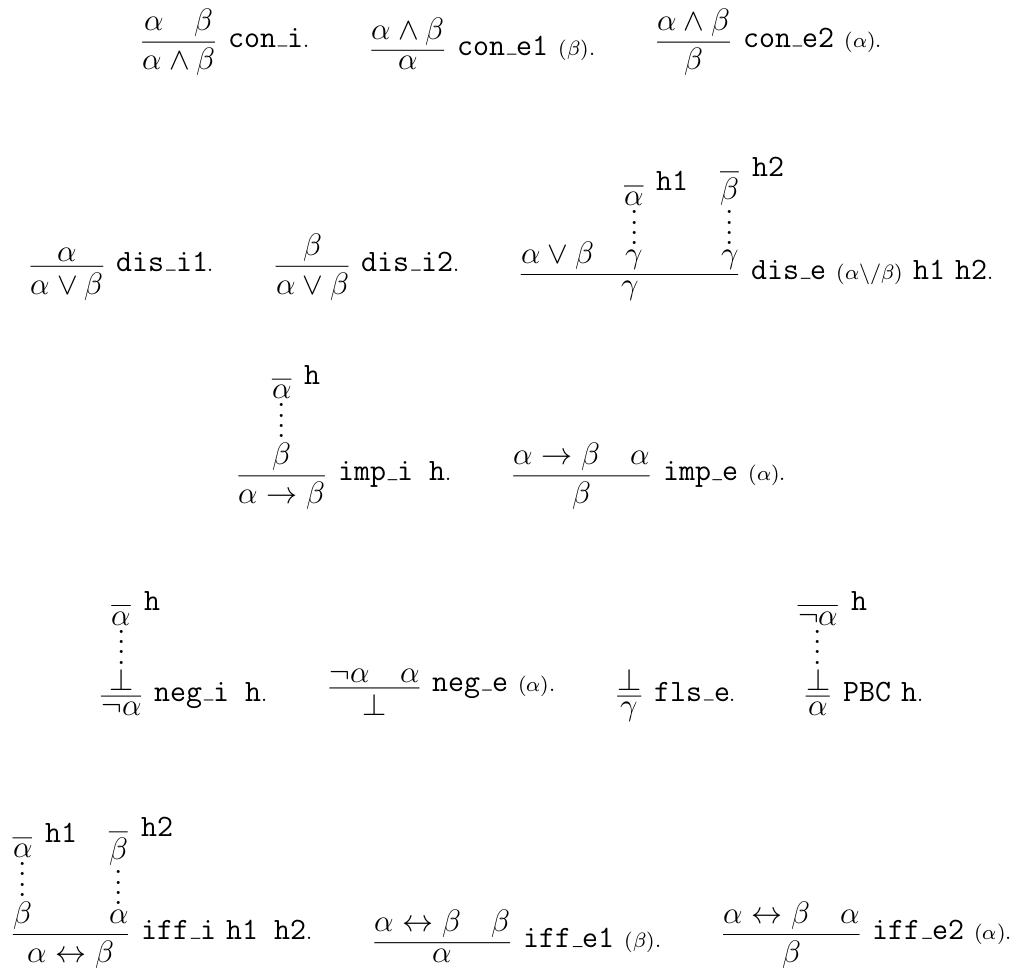 α β
α ∧ β con_i.
α ∧ β
α con_e1 (β).
α ∧ β
β con_e2 (α).
α
α ∨ β dis_i1.
β
α ∨ β dis_i2.
α h1 β h2
α ∨ β γ γ
γ dis_e (α\/β) h1 h2.
α h
β
α → β imp_i h.
α → β α
β imp_e (α).
α h
⊥
¬α neg_i h.
¬α α
⊥ neg_e (α).
⊥
γ fls_e.
¬α h
⊥
α PBC h.
α h1 β h2
β α
α ↔ β iff_i h1 h2.
α ↔ β β
α iff_e1 (β).
α ↔ β α
β iff_e2 (α).